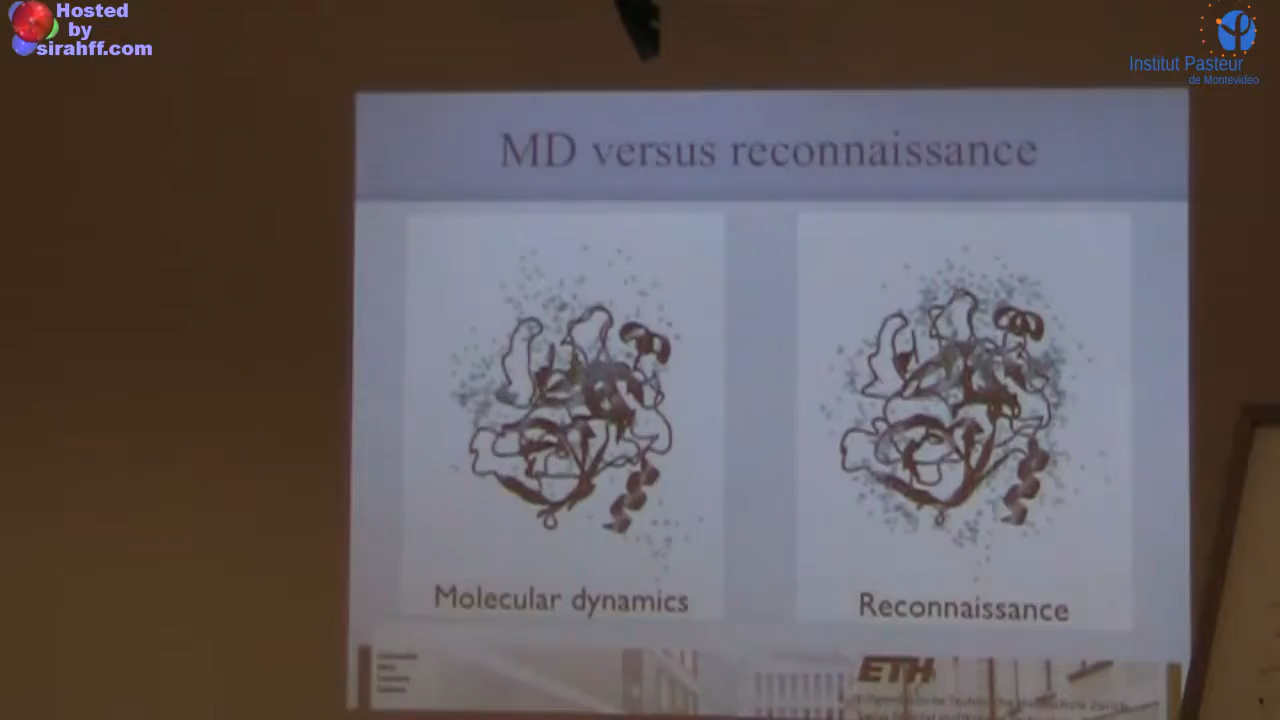 Hosted
by
sirahff.com
Institut Pasteur
de Montevideo
MD versus reconnaissance
Molecular dynamics
Reconnaissance
ETH